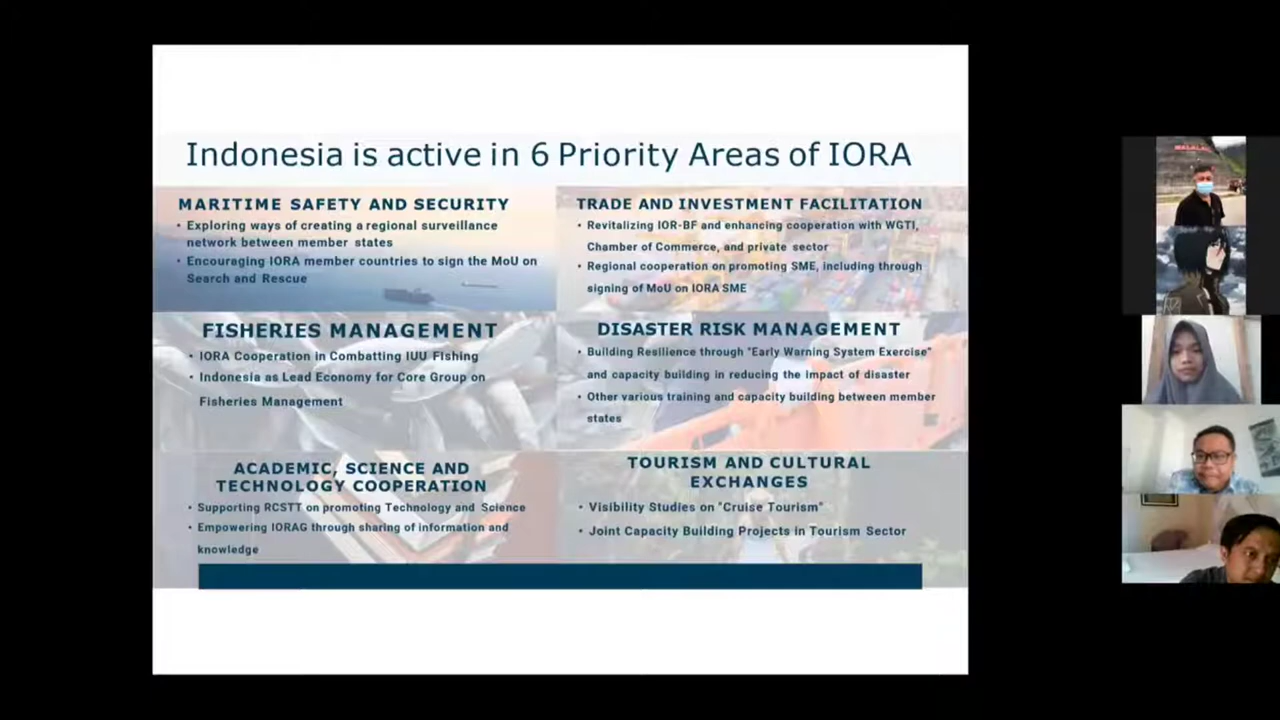 Indonesia is active in 6 Priority Areas of IORA
MARITIME SAFETY AND SECURITY
• Exploring ways of creating a regional surveillance
network between member states
• Encouraging IORA member countries to sign the MoU on
Search and Rescue
TRADE AND INVESTMENT FACILITATION
• Revitalizing IOR-BF and enhancing cooperation with WGTI,
Chamber of Commerce, and private sector
• Regional cooperation on promoting SME, including through
signing of MoU on IORA SME
FISHERIES MANAGEMENT
• IORA Cooperation in Combatting IUU Fishing
• Indonesia as Lead Economy for Core Group on
Fisheries Management
DISASTER RISK MANAGEMENT
• Building Resilience through "Early Warning System Exercise"
and capacity building in reducing the impact of disaster
• Other various training and capacity building between member
states
ACADEMIC, SCIENCE AND
TECHNOLOGY COOPERATION
• Supporting RCSTT on promoting Technology and Science
• Empowering IORAG through sharing of information and
knowledge
TOURISM AND CULTURAL
EXCHANGES
• Visibility Studies on "Cruise Tourism"
• Joint Capacity Building Projects in Tourism Sector